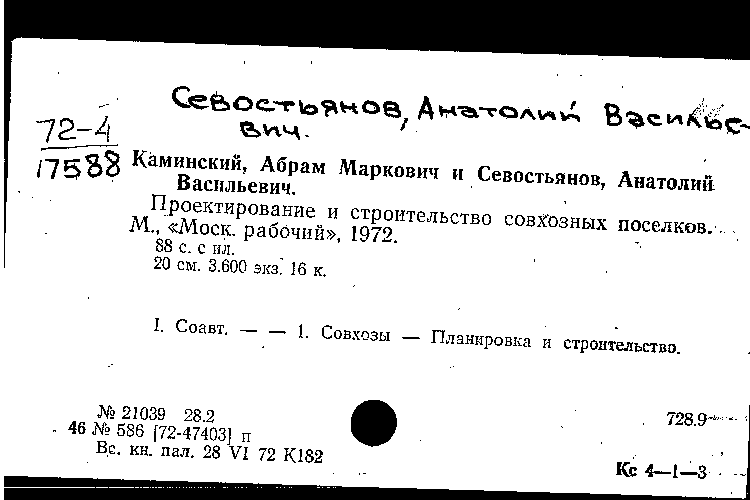 Севостьянов, Анатолий Василье-
вич.
72-4
17588
Каминский, Абрам Маркович и Севостьянов, Анатолий
Васильевич.
Проектирование и строительство совхозных поселков.
М., «Моск. рабочий», 1972.
88 с. с ил.
20 см. 3.600 экз. 16 к.
I. Соавт. — — 1. Совхозы — Планировка и строительство.
№ 21039 28.2
728.9
46 № 586 [72-47403] п
Вс. кн. пал. 28 VI 72 К182
Кс 4—1—3